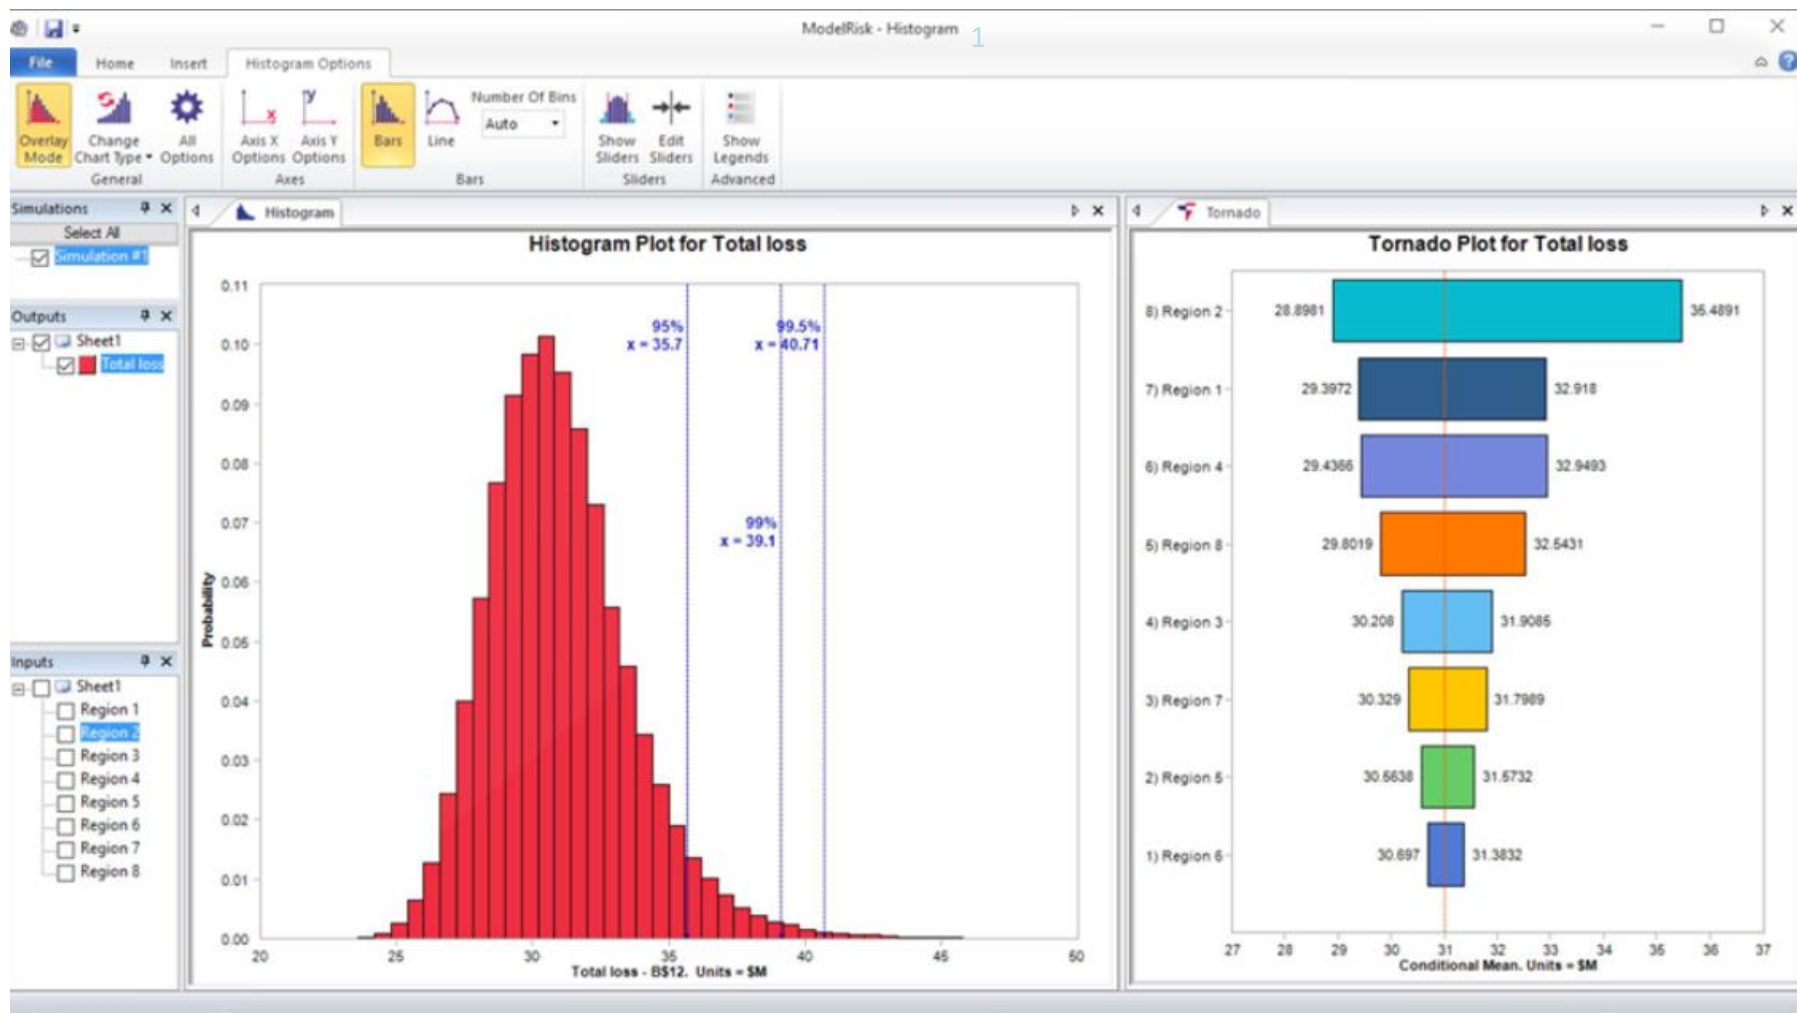 ModelRisk - Histogram
1
File
Home
Insert
Histogram Options
Overlay
Mode
Change
Chart Type
All
Options
General
Axis X
Options
Axis Y
Options
Axes
Bars
Line
Number Of Bins
Auto
Bars
Show
Sliders
Edit
Sliders
Sliders
Show
Legends
Advanced
Simulations
Select All
Simulation #1
Outputs
Sheet1
Total loss
Inputs
Sheet1
Region 1
Region 2
Region 3
Region 4
Region 5
Region 6
Region 7
Region 8
Histogram
Histogram Plot for Total loss
0.11
0.10
0.09
0.08
0.07
0.06
0.05
0.04
0.03
0.02
0.01
0.00
Probability
95%
x = 35.7
99.5%
x = 40.71
99%
x = 39.1
20 25 30 35 40 45 50
Total loss - B$12. Units = $M
Tornado
Tornado Plot for Total loss
8) Region 2 28.8981 35.4891
7) Region 1 29.3972 32.918
6) Region 4 29.4366 32.9493
5) Region 8 29.8019 32.5431
4) Region 3 30.208 31.9085
3) Region 7 30.329 31.7989
2) Region 5 30.5638 31.5732
1) Region 6 30.697 31.3832
27 28 29 30 31 32 33 34 35 36 37
Conditional Mean. Units = $M